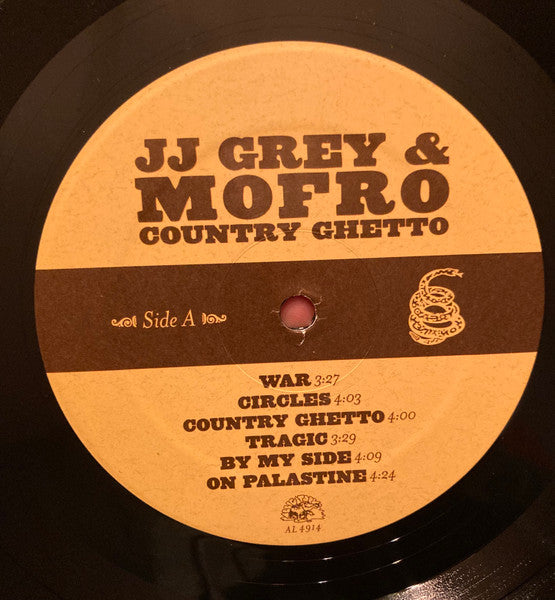 JJ GREY &
MOFRO
COUNTRY GHETTO
Side A
WAR 3:27
CIRCLES 4:03
COUNTRY GHETTO 4:00
TRAGIC 3:29
BY MY SIDE 4:09
ON PALASTINE 4:24
AL 4914